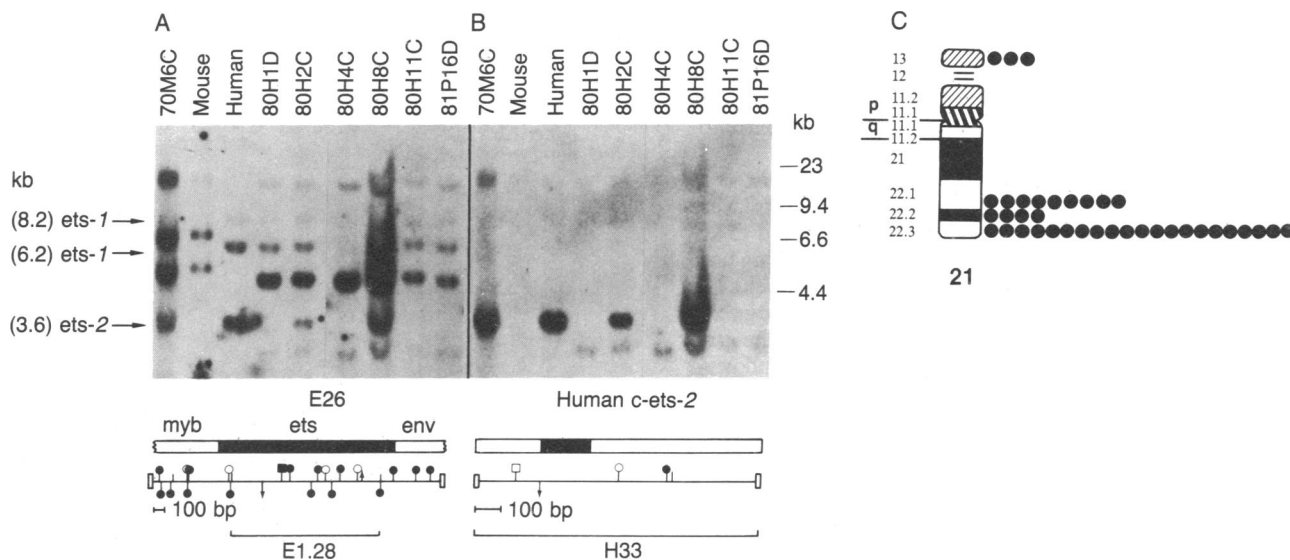 A
B
C
70M6C
Mouse
Human
80H1D
80H2C
80H4C
80H8C
80H11C
81P16D
70M6C
Mouse
Human
80H1D
80H2C
80H4C
80H8C
80H11C
81P16D
kb
(8.2) ets-1
(6.2) ets-1
(3.6) ets-2
kb
23
9.4
6.6
4.4
E26
myb ets env
100 bp
E1.28
Human c-ets-2
100 bp
H33
13
12
11.2
p 11.1
q 11.1
11.2
21
22.1
22.2
22.3
21